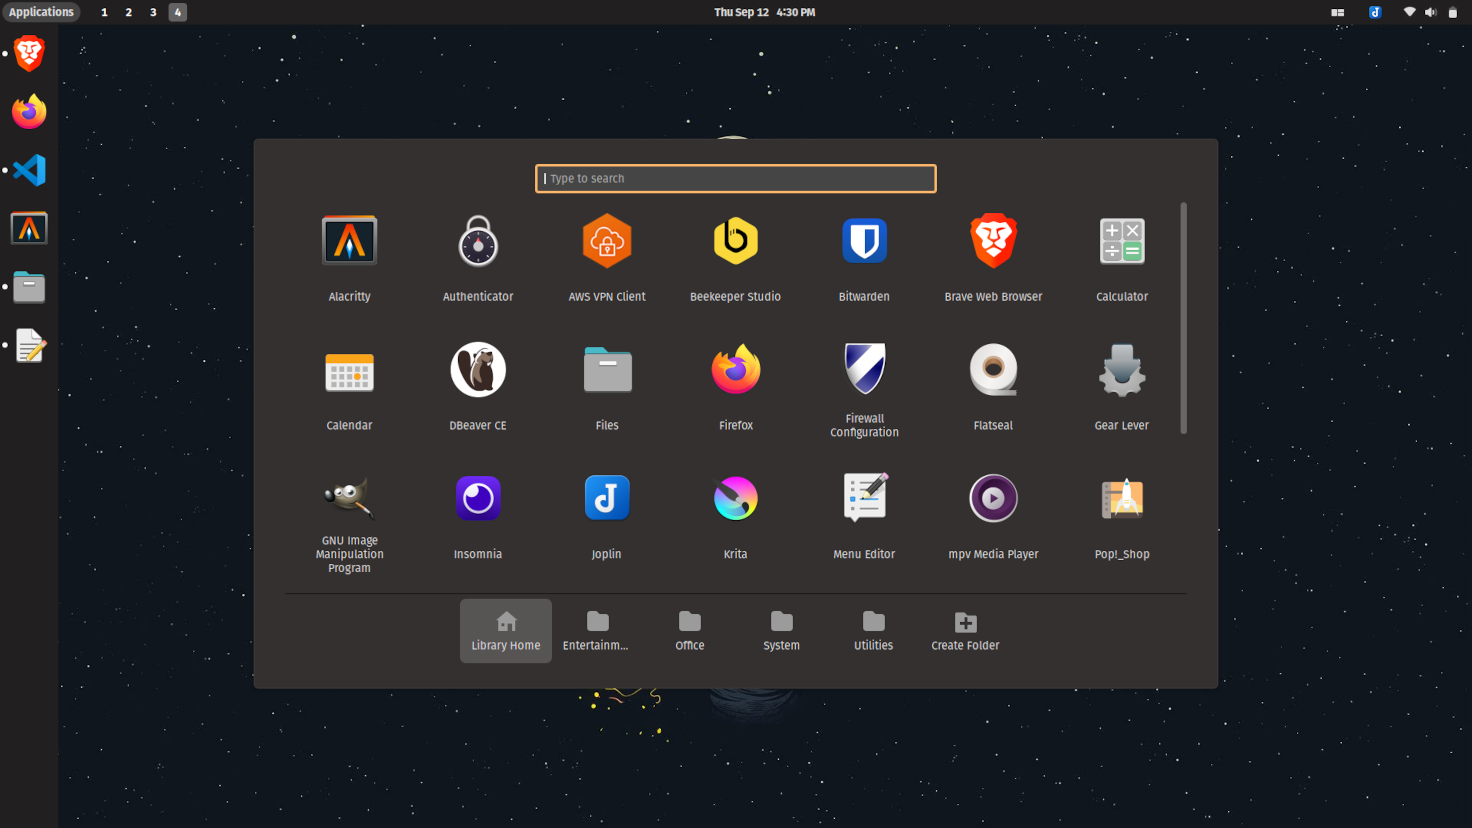 Applications 1 2 3 4 Thu Sep 12 4:30 PM
Type to search
Alacritty Authenticator AWS VPN Client Beekeeper Studio Bitwarden Brave Web Browser Calculator
Calendar DBeaver CE Files Firefox Firewall Configuration Flatseal Gear Lever
GNU Image Manipulation Program Insomnia Joplin Krita Menu Editor mpv Media Player Pop!_Shop
Library Home Entertainm... Office System Utilities Create Folder